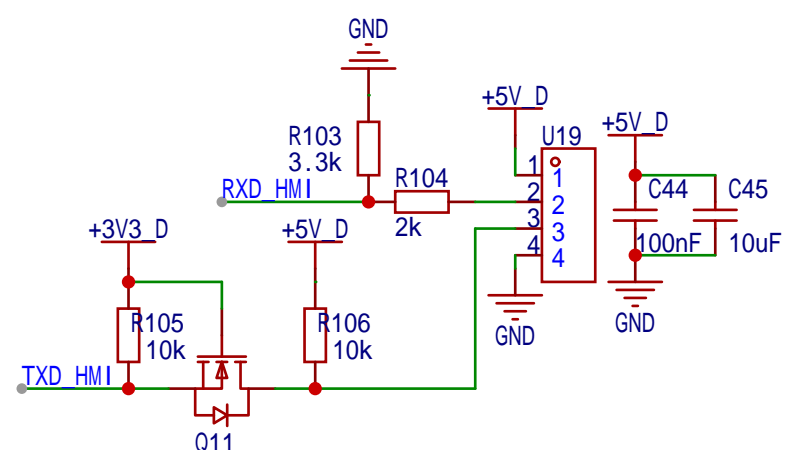 GND
+5V_D
+5V_D
R103
3.3k
U19
RXD_HMI
R104
2k
1
2
3
4
1
2
3
4
C44
100nF
C45
10uF
+3V3_D
+5V_D
R105
10k
R106
10k
GND
GND
TXD_HMI
Q11